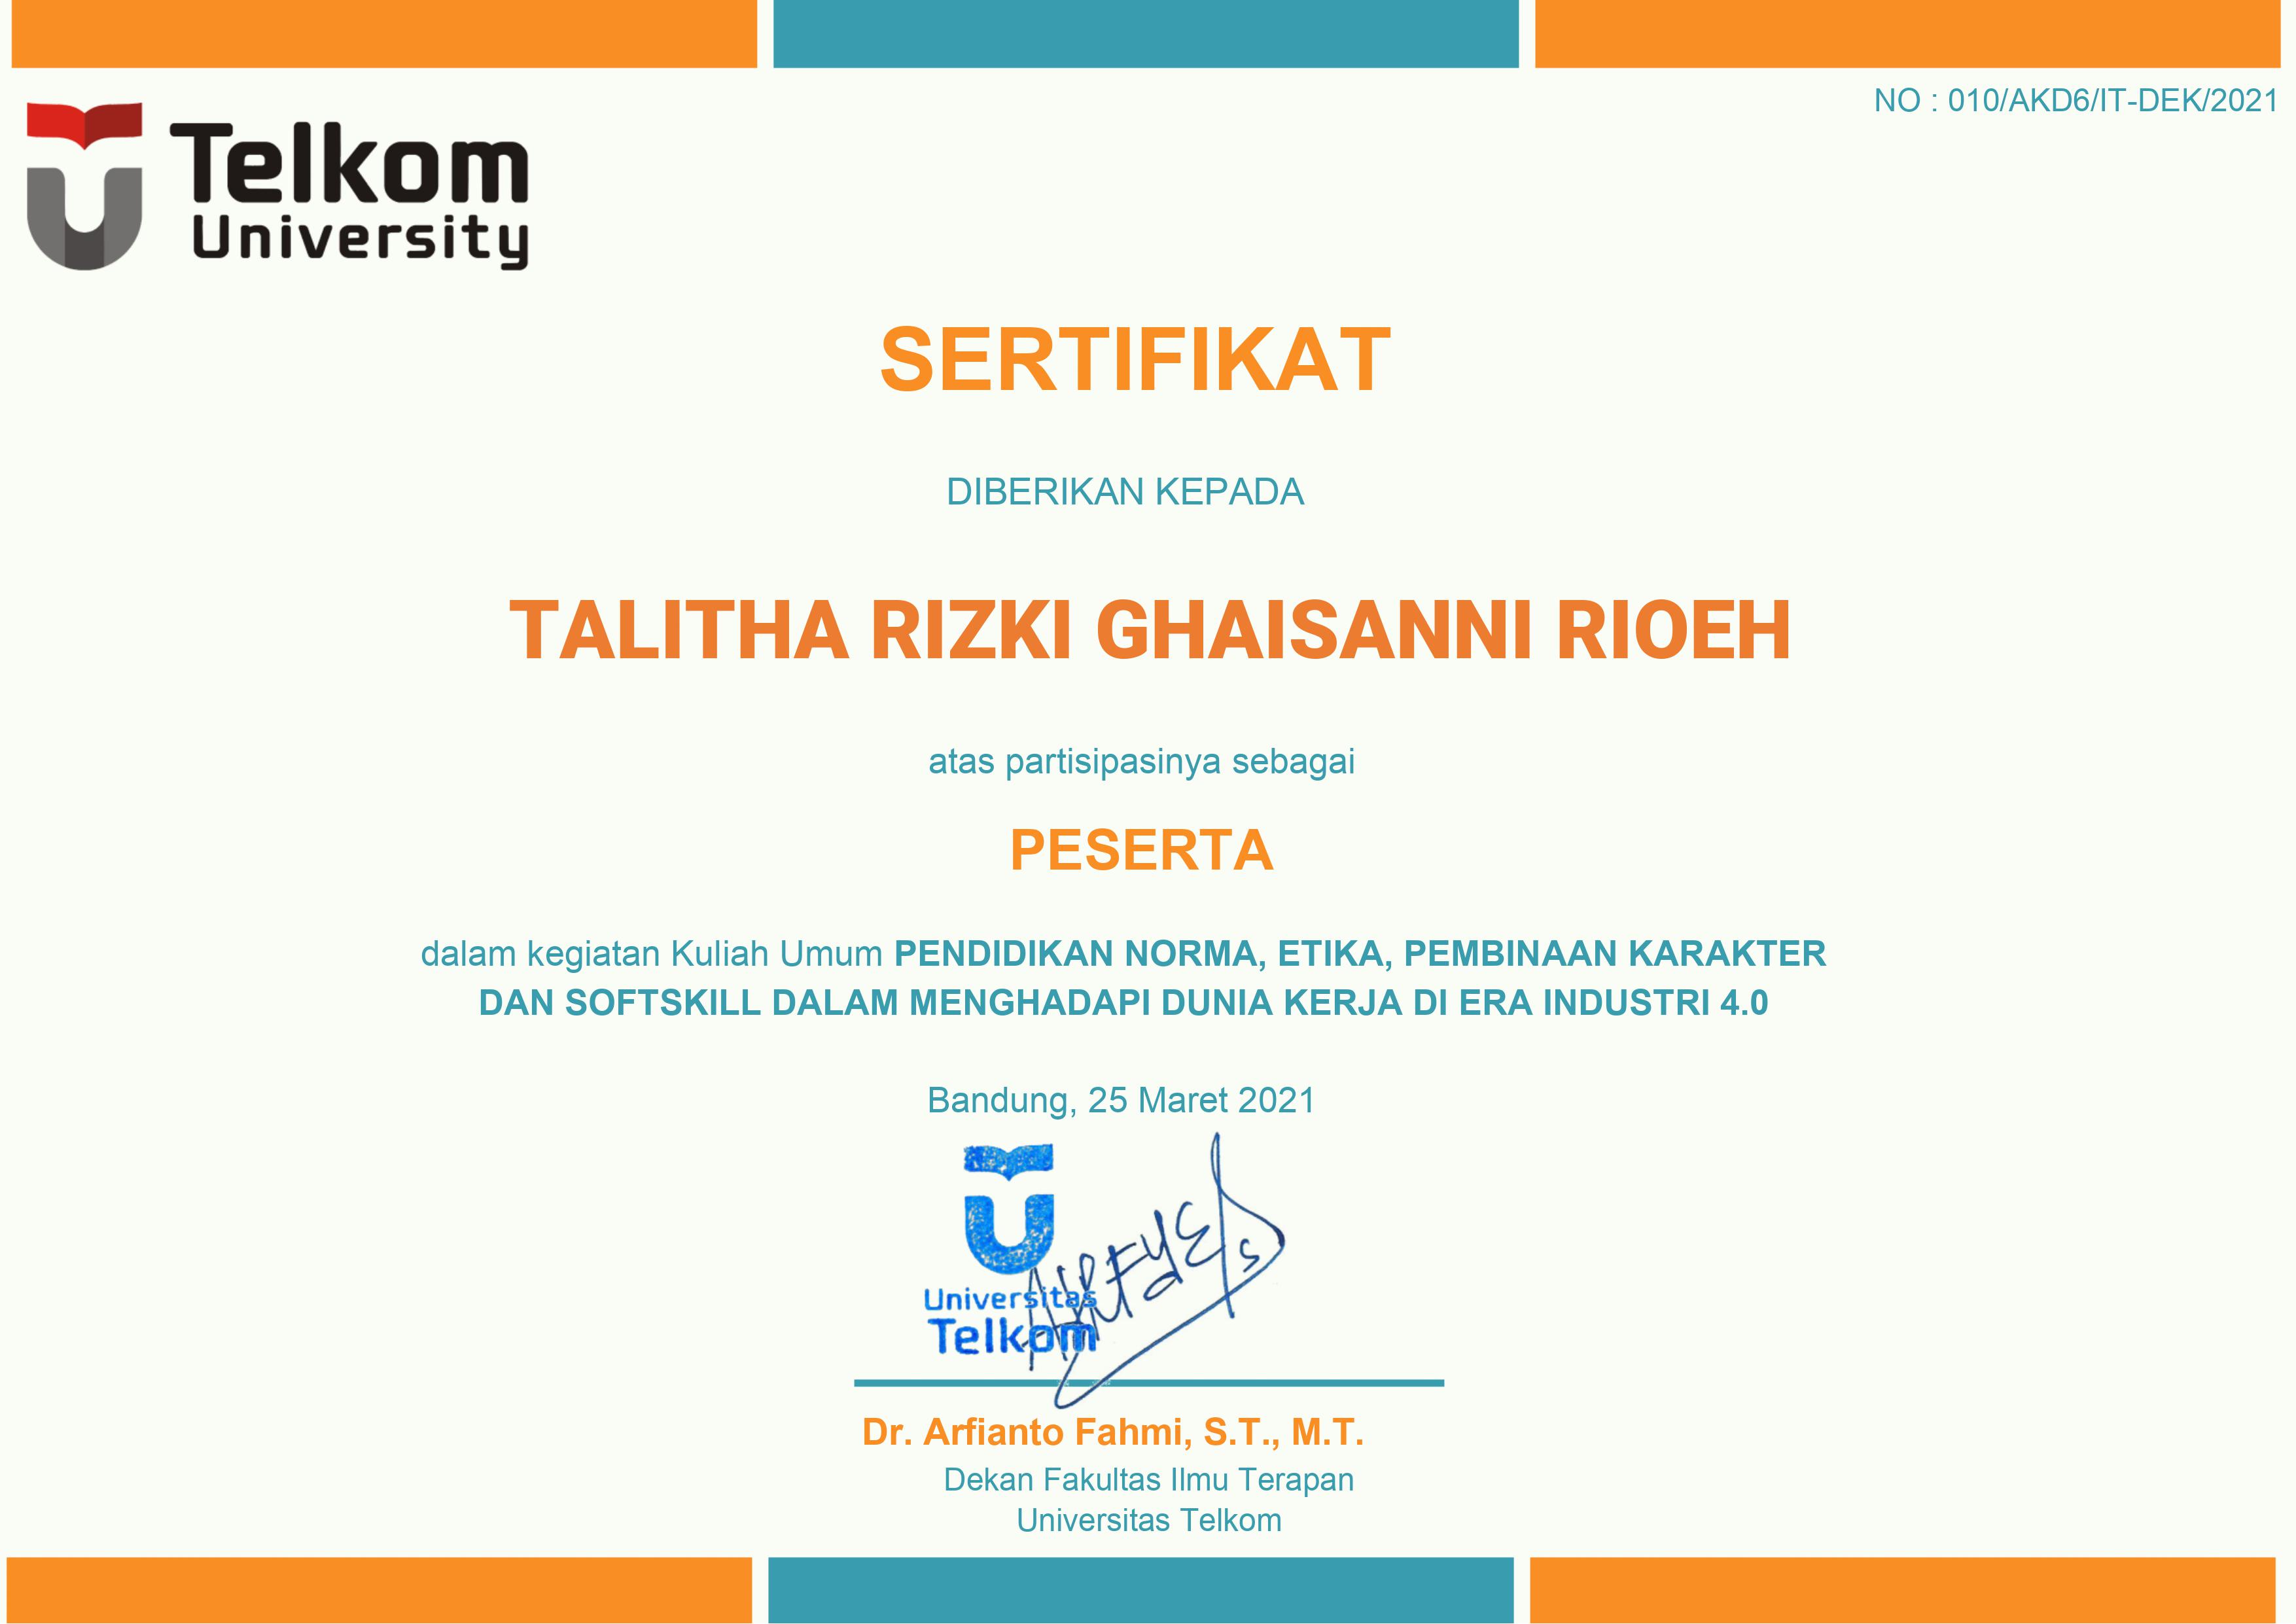 NO : 010/AKD6/IT-DEK/2021
Telkom
University
SERTIFIKAT
DIBERIKAN KEPADA
TALITHA RIZKI GHAISANNI RIOEH
atas partisipasinya sebagai
PESERTA
dalam kegiatan Kuliah Umum PENDIDIKAN NORMA, ETIKA, PEMBINAAN KARAKTER
DAN SOFTSKILL DALAM MENGHADAPI DUNIA KERJA DI ERA INDUSTRI 4.0
Bandung, 25 Maret 2021
Universitas
Telkom
Dr. Arfianto Fahmi, S.T., M.T.
Dekan Fakultas Ilmu Terapan
Universitas Telkom